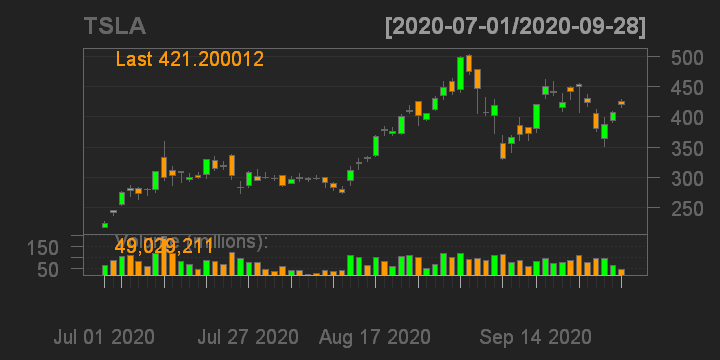 TSLA [2020-07-01/2020-09-28]
Last 421.200012
500
450
400
350
300
250
Volume (millions):
49,029,211
150
50
Jul 01 2020 Jul 27 2020 Aug 17 2020 Sep 14 2020